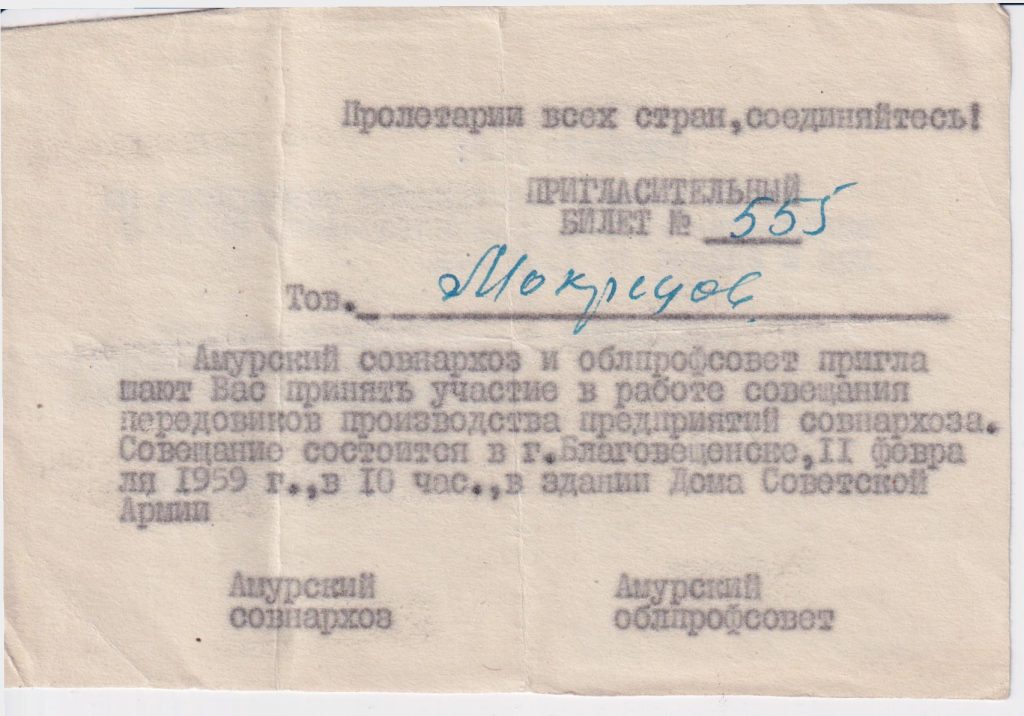 Пролетарии всех стран,соединяйтесь!
ПРИГЛАСИТЕЛЬНЫЙ
БИЛЕТ № 555
Тов. Мокрецов
Амурский совнархоз и облпрофсовет пригла
шают Вас принять участие в работе совещания
передовиков производства предприятий совнархоза.
Совещание состоится в г.Благовещенске,II февра
ля 1959 г.,в 10 час.,в здании Дома Советской
Армии
Амурский
совнархоз
Амурский
облпрофсовет